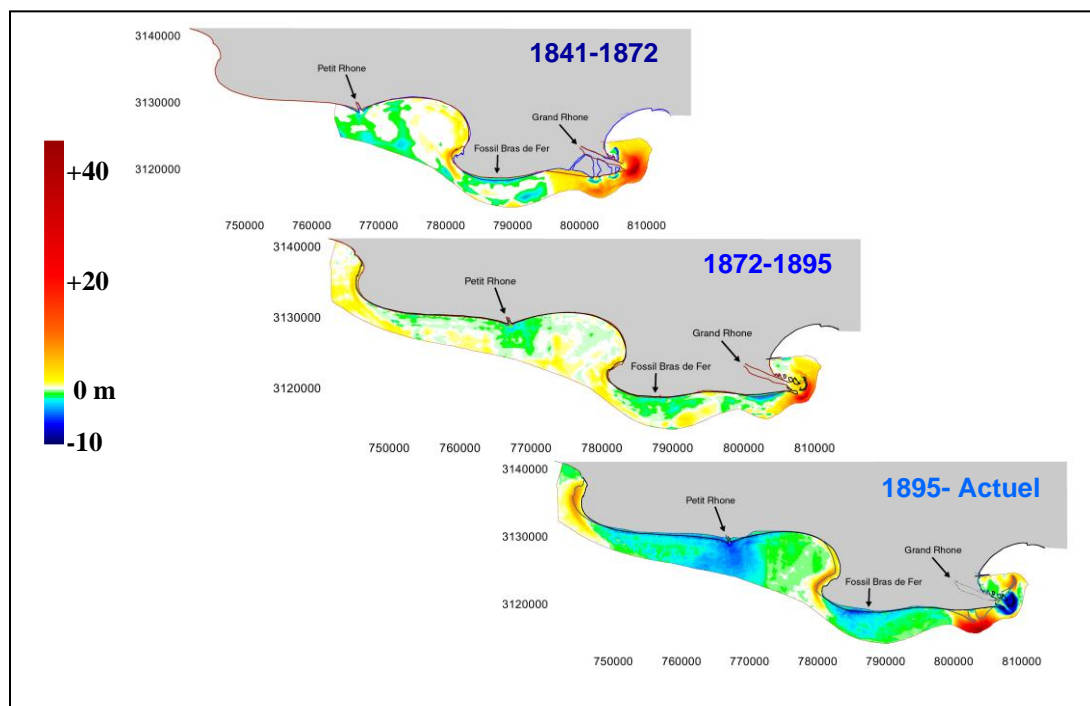 1841-1872
3140000
Petit Rhone
3130000
Grand Rhone
Fossil Bras de Fer
3120000
750000 760000 770000 780000 790000 800000 810000
+40
+20
0 m
-10
1872-1895
3140000
Petit Rhone
3130000
Grand Rhone
Fossil Bras de Fer
3120000
750000 760000 770000 780000 790000 800000 810000
1895- Actuel
3140000
Petit Rhone
3130000
Grand Rhone
Fossil Bras de Fer
3120000
750000 760000 770000 780000 790000 800000 810000